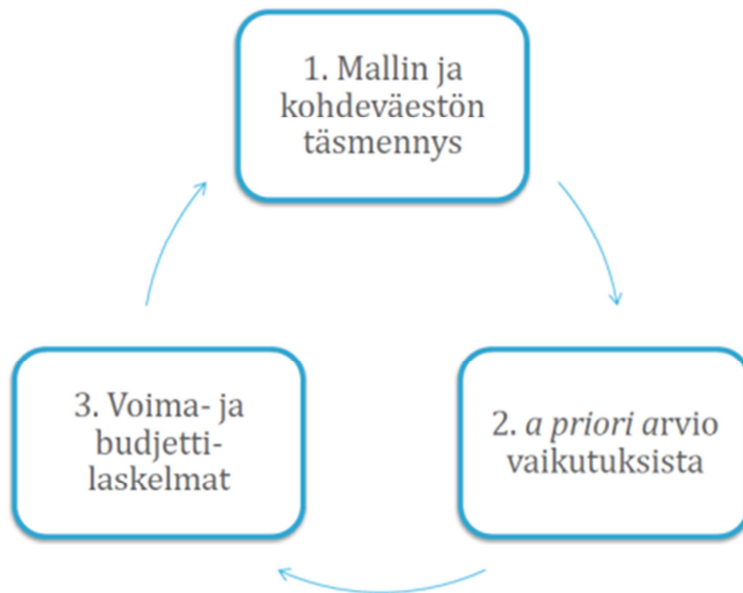 1. Mallin ja
kohdeväestön
täsmennys
2. a priori arvio
vaikutuksista
3. Voima- ja
budjetti-
laskelmat